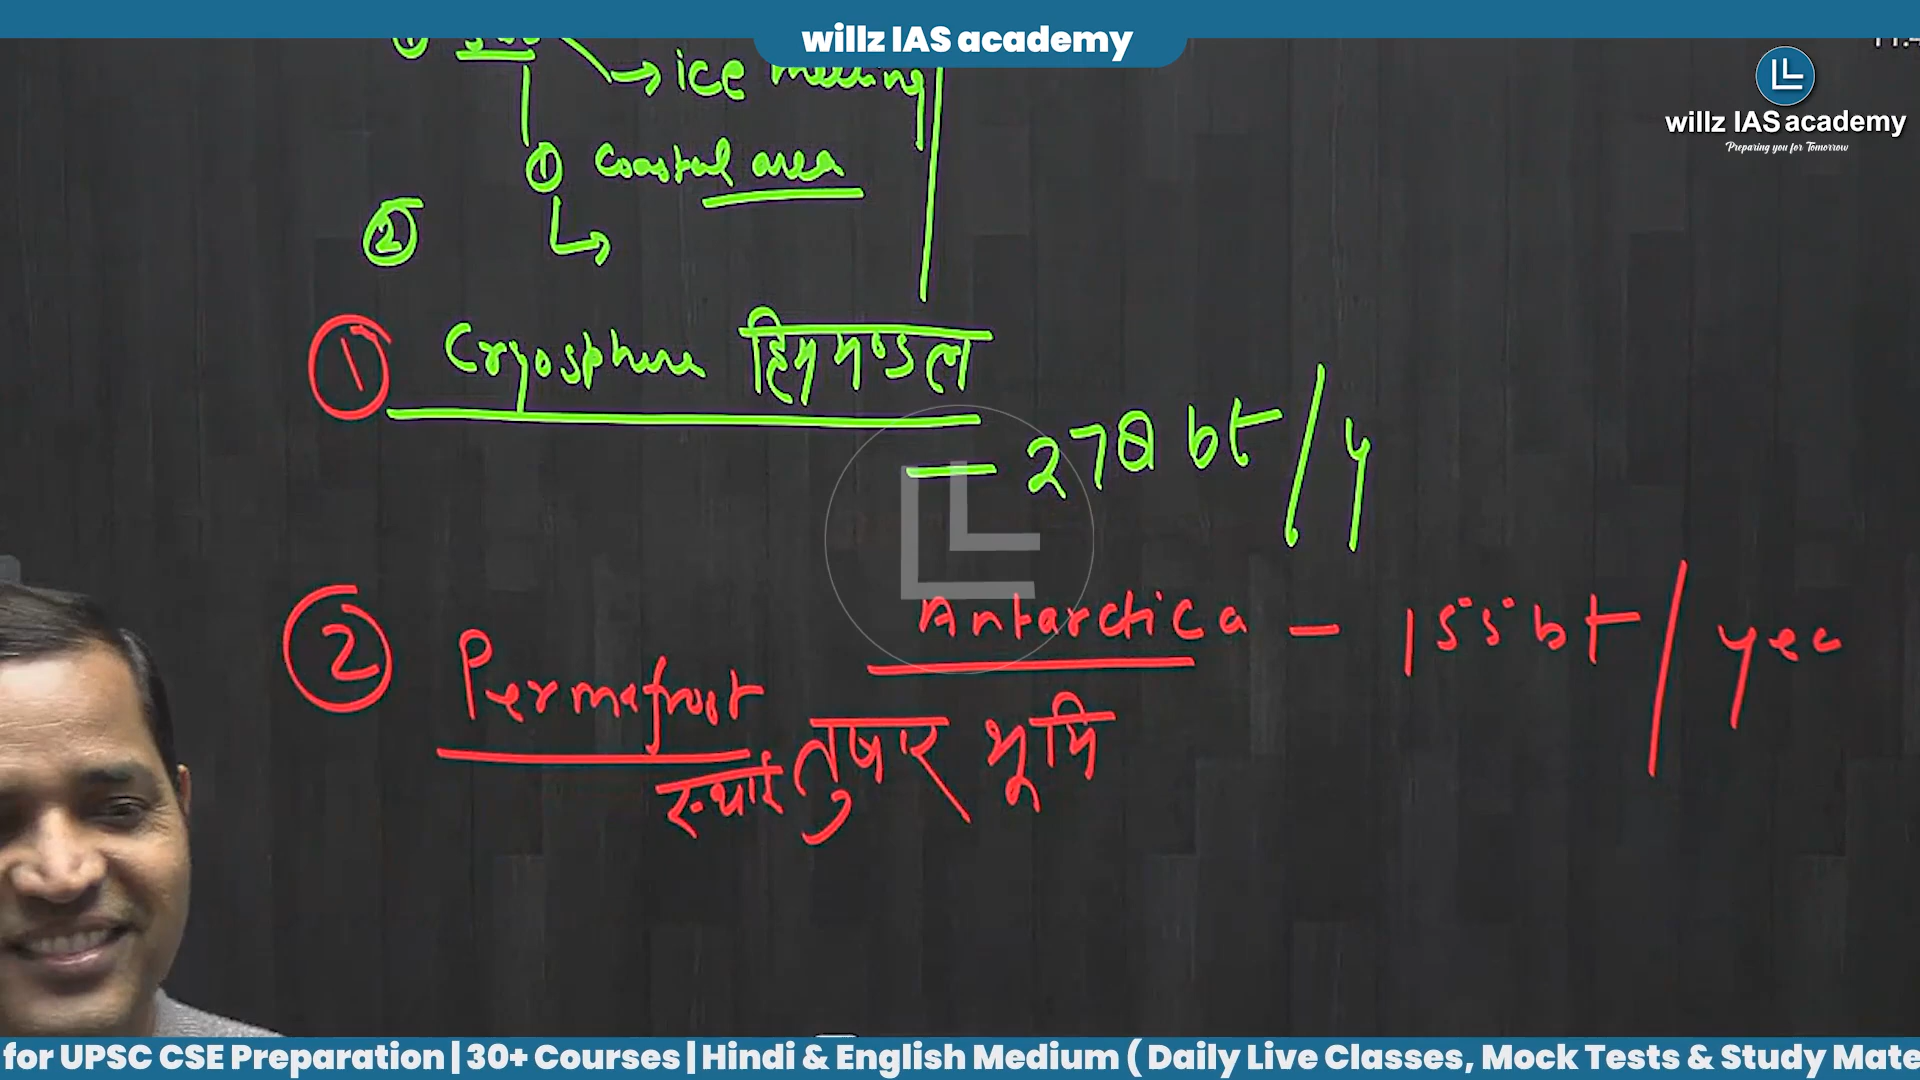 willz IAS academy
willz IAS academy
Preparing you for Tomorrow
→ ice melting
① coastal area
②
① Cryosphere हिममण्डल
— 278 bt/y
Antarctica — 155 bt/yea
② Permafrost
स्थाई तुषार भूमि
for UPSC CSE Preparation | 30+ Courses | Hindi & English Medium ( Daily Live Classes, Mock Tests & Study Mate